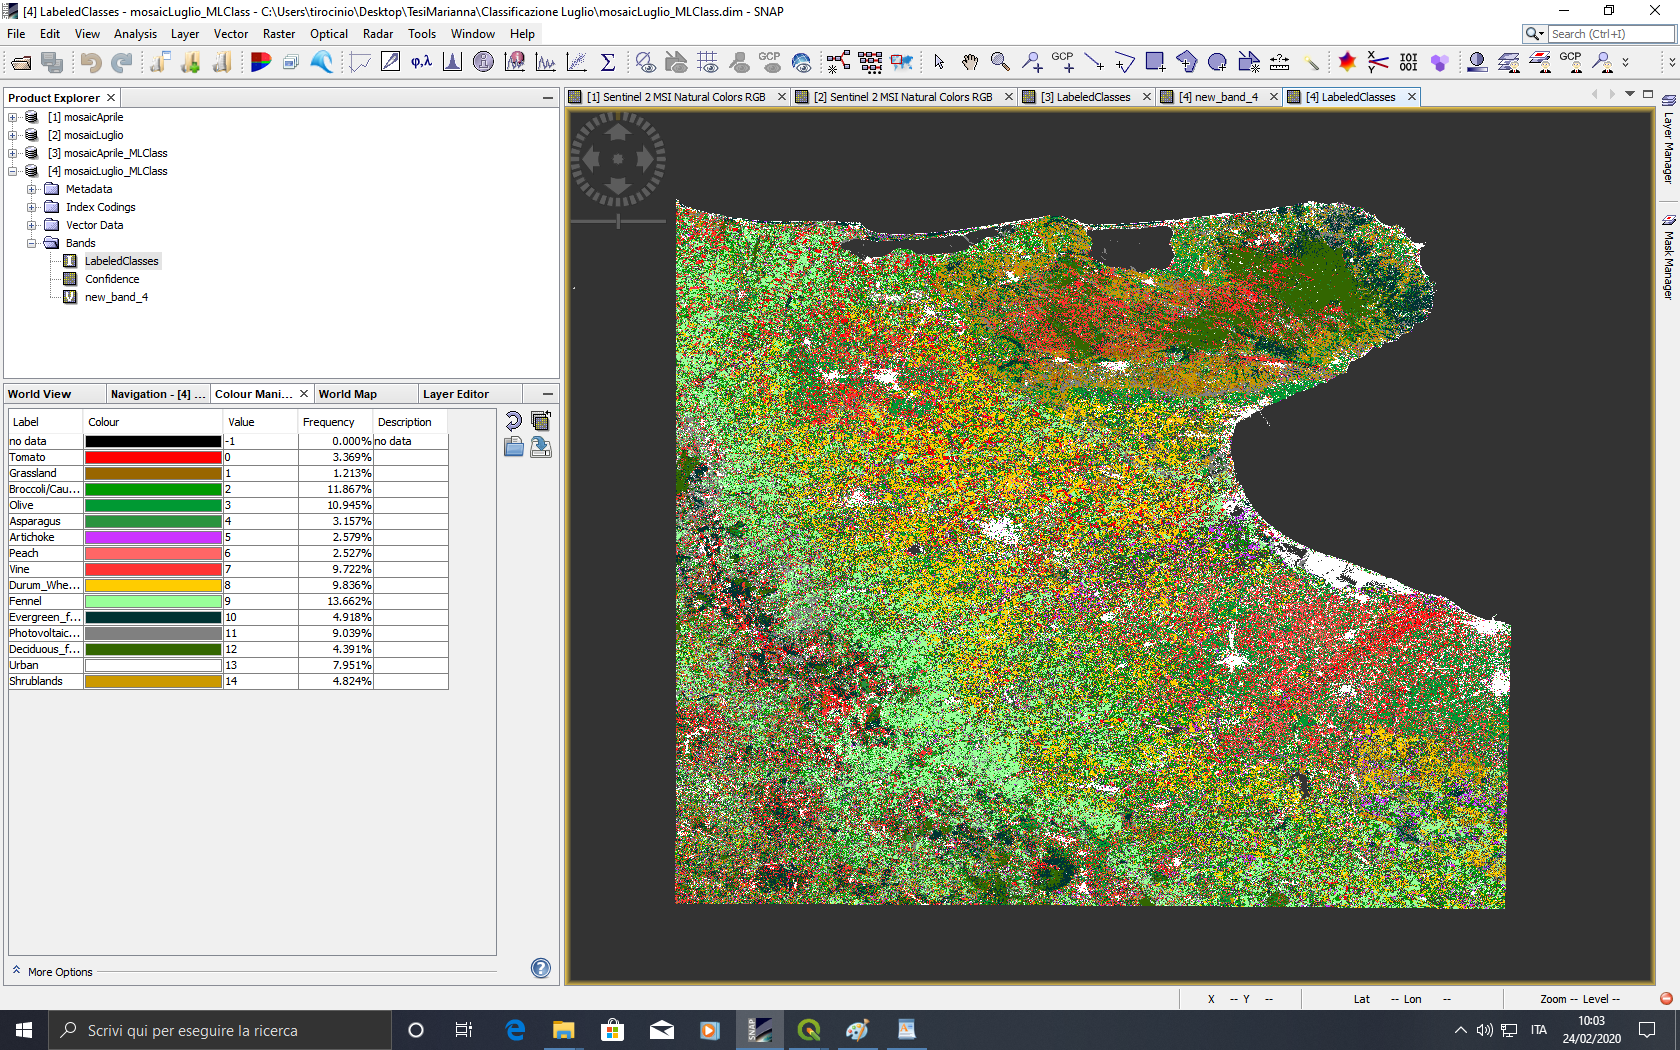 [4] LabeledClasses - mosaicLuglio_MLClass - C:\Users\tirocinio\Desktop\TesiMarianna\Classificazione Luglio\mosaicLuglio_MLClass.dim - SNAP
File Edit View Analysis Layer Vector Raster Optical Radar Tools Window Help
Search (Ctrl+I)
φ,λ Σ GCP GCP GCP
Product Explorer
[1] Sentinel 2 MSI Natural Colors RGB [2] Sentinel 2 MSI Natural Colors RGB [3] LabeledClasses [4] new_band_4 [4] LabeledClasses
[1] mosaicAprile
[2] mosaicLuglio
[3] mosaicAprile_MLClass
[4] mosaicLuglio_MLClass
Metadata
Index Codings
Vector Data
Bands
LabeledClasses
Confidence
new_band_4
Layer Manager
Mask Manager
World View Navigation - [4] ... Colour Mani... World Map Layer Editor
Label Colour Value Frequency Description
no data -1 0.000% no data
Tomato 0 3.369%
Grassland 1 1.213%
Broccoli/Cau... 2 11.867%
Olive 3 10.945%
Asparagus 4 3.157%
Artichoke 5 2.579%
Peach 6 2.527%
Vine 7 9.722%
Durum_Whe... 8 9.836%
Fennel 9 13.662%
Evergreen_f... 10 4.918%
Photovoltaic... 11 9.039%
Deciduous_f... 12 4.391%
Urban 13 7.951%
Shrublands 14 4.824%
More Options
X -- Y -- Lat -- Lon -- Zoom -- Level --
Scrivi qui per eseguire la ricerca
SNAP
ITA
10:03
24/02/2020